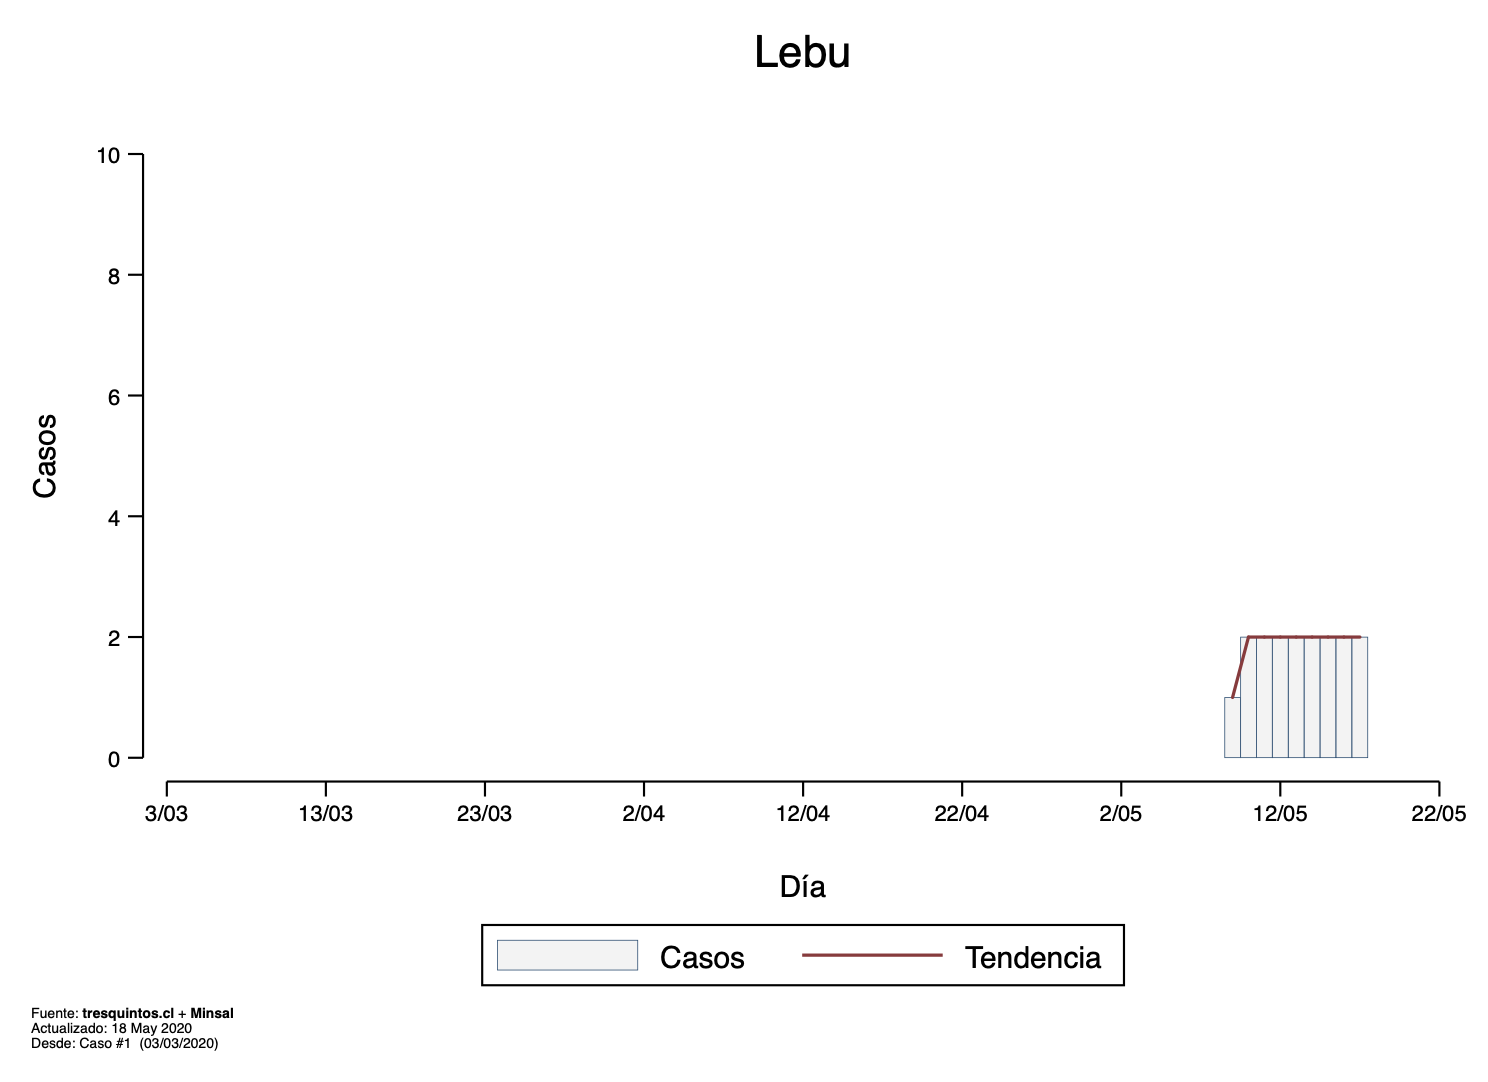 Lebu
10
8
6
4
2
0
Casos
3/03 13/03 23/03 2/04 12/04 22/04 2/05 12/05 22/05
Día
Casos Tendencia
Fuente: tresquintos.cl + Minsal
Actualizado: 18 May 2020
Desde: Caso #1 (03/03/2020)